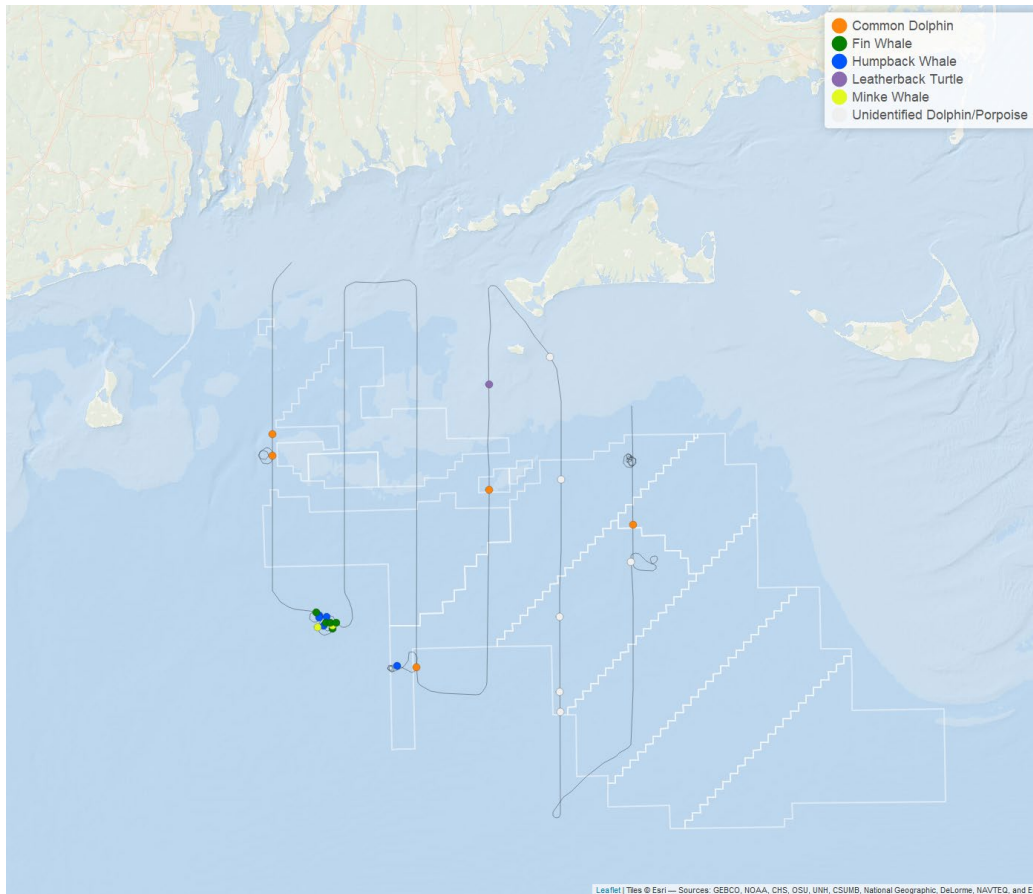 Common Dolphin
Fin Whale
Humpback Whale
Leatherback Turtle
Minke Whale
Unidentified Dolphin/Porpoise
Leaflet | Tiles © Esri — Sources: GEBCO, NOAA, CHS, OSU, UNH, CSUMB, National Geographic, DeLorme, NAVTEQ, and E